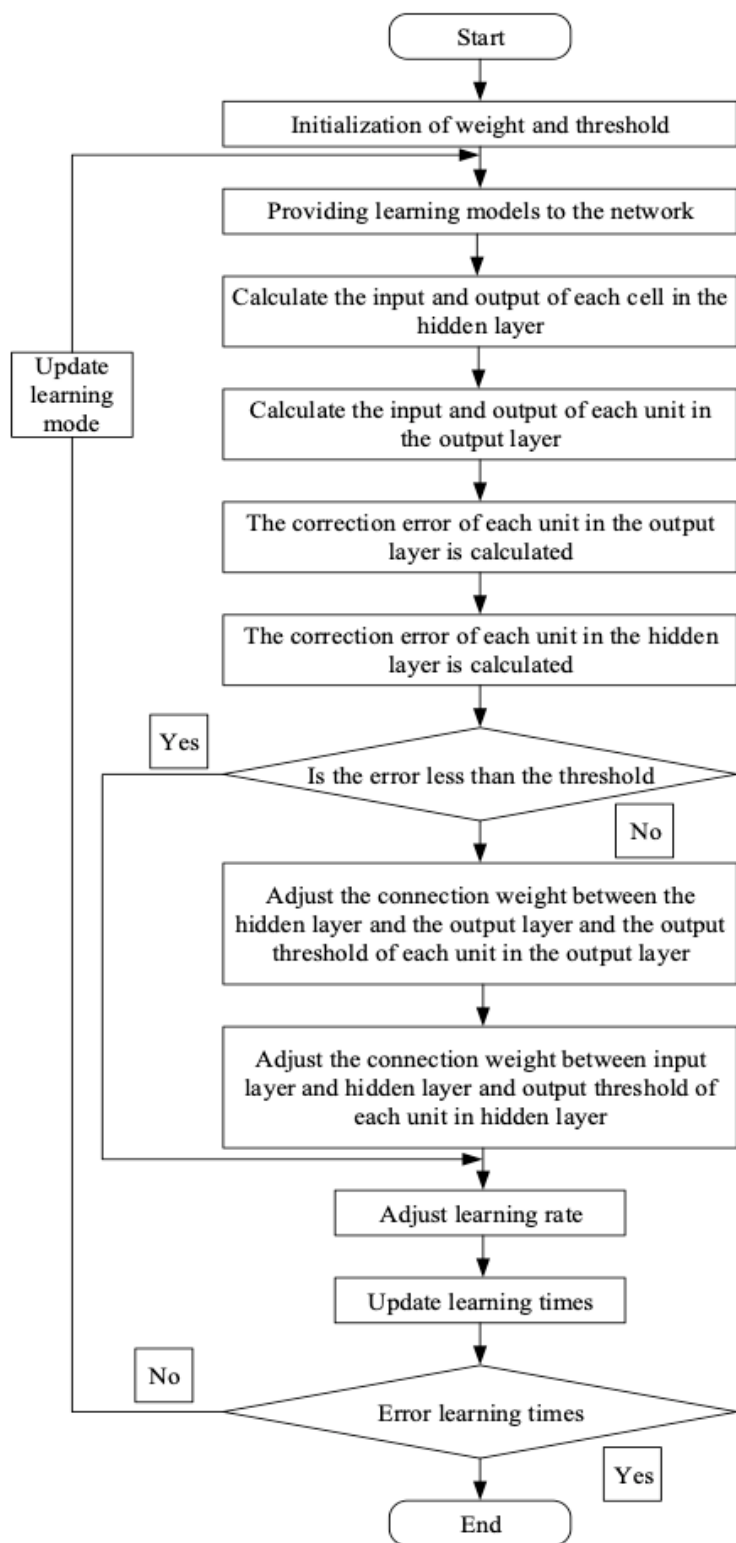 Start
Initialization of weight and threshold
Providing learning models to the network
Calculate the input and output of each cell in the
hidden layer
Update
learning
mode
Calculate the input and output of each unit in
the output layer
The correction error of each unit in the output
layer is calculated
The correction error of each unit in the hidden
layer is calculated
Yes
Is the error less than the threshold
No
Adjust the connection weight between the
hidden layer and the output layer and the output
threshold of each unit in the output layer
Adjust the connection weight between input
layer and hidden layer and output threshold of
each unit in hidden layer
Adjust learning rate
Update learning times
No
Error learning times
Yes
End